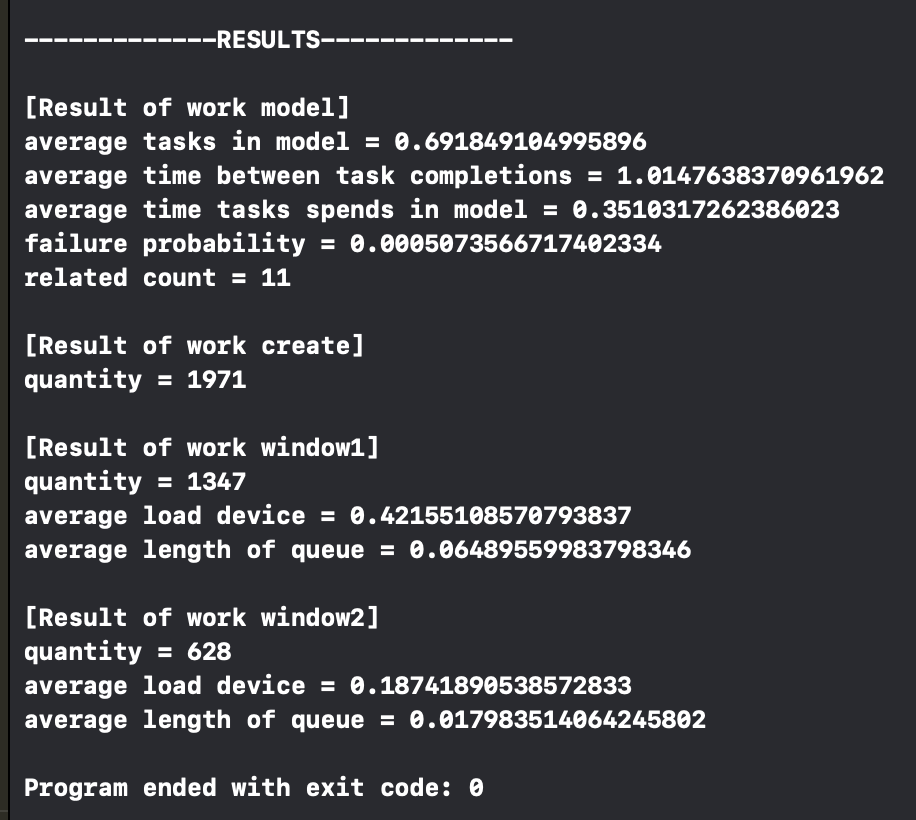 -------------RESULTS-------------
[Result of work model]
average tasks in model = 0.691849104995896
average time between task completions = 1.0147638370961962
average time tasks spends in model = 0.3510317262386023
failure probability = 0.0005073566717402334
related count = 11
[Result of work create]
quantity = 1971
[Result of work window1]
quantity = 1347
average load device = 0.42155108570793837
average length of queue = 0.06489559983798346
[Result of work window2]
quantity = 628
average load device = 0.18741890538572833
average length of queue = 0.017983514064245802
Program ended with exit code: 0